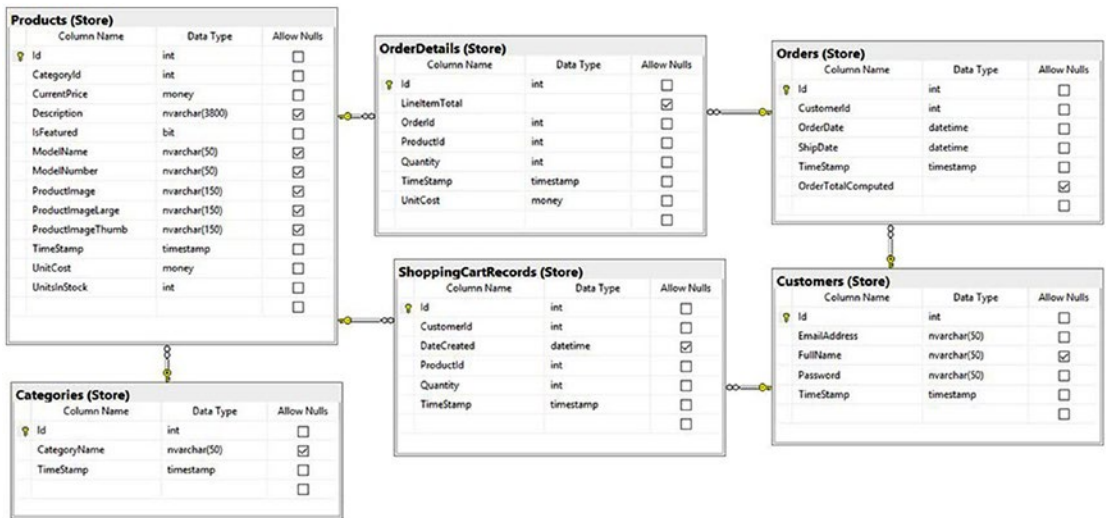 Products (Store)
Column Name Data Type Allow Nulls
Id int
CategoryId int
CurrentPrice money
Description nvarchar(3800)
IsFeatured bit
ModelName nvarchar(50)
ModelNumber nvarchar(50)
ProductImage nvarchar(150)
ProductImageLarge nvarchar(150)
ProductImageThumb nvarchar(150)
TimeStamp timestamp
UnitCost money
UnitsInStock int
OrderDetails (Store)
Column Name Data Type Allow Nulls
Id int
LineItemTotal
OrderId int
ProductId int
Quantity int
TimeStamp timestamp
UnitCost money
Orders (Store)
Column Name Data Type Allow Nulls
Id int
CustomerId int
OrderDate datetime
ShipDate datetime
TimeStamp timestamp
OrderTotalComputed
Categories (Store)
Column Name Data Type Allow Nulls
Id int
CategoryName nvarchar(50)
TimeStamp timestamp
ShoppingCartRecords (Store)
Column Name Data Type Allow Nulls
Id int
CustomerId int
DateCreated datetime
ProductId int
Quantity int
TimeStamp timestamp
Customers (Store)
Column Name Data Type Allow Nulls
Id int
EmailAddress nvarchar(50)
FullName nvarchar(50)
Password nvarchar(50)
TimeStamp timestamp